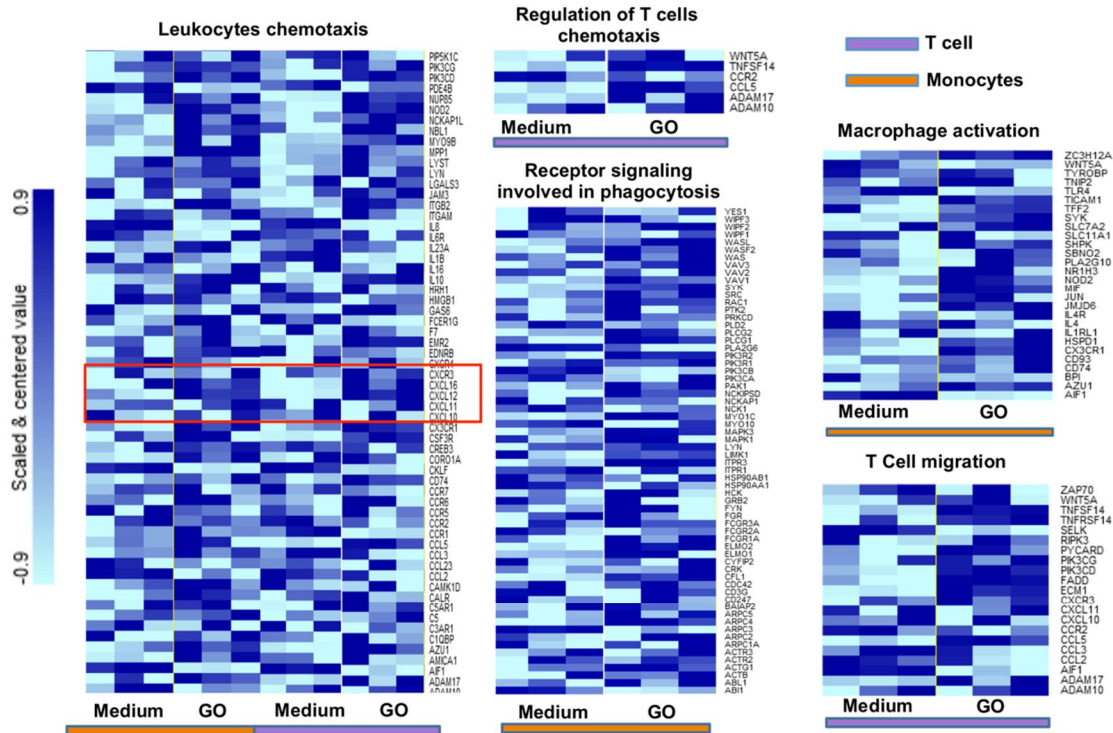 Leukocytes chemotaxis
PIP5K1C
PIK3CG
PIK3CD
PDE4B
NUP85
NOD2
NCKAP1L
NBL1
MYO9B
MPP1
LYST
LYN
LGALS3
JAM3
ITGB2
ITGAM
IL8
IL6R
IL23A
IL1B
IL16
IL10
HRH1
HMGB1
GAS6
FCER1G
F7
EMR2
EDNRB
CXCR4
CXCR3
CXCL16
CXCL12
CXCL11
CXCL10
CX3CR1
CSF3R
CREB3
CORO1A
CKLF
CD74
CCR7
CCR6
CCR5
CCR2
CCR1
CCL5
CCL3
CCL23
CCL2
CAMK1D
CALR
C5AR1
C5
C3AR1
C1QBP
AZU1
AMICA1
AIF1
ADAM17
ADAM10
Medium GO Medium GO
0.9
Scaled & centered value
-0.9
Regulation of T cells
chemotaxis
WNT5A
TNFSF14
CCR2
CCL5
ADAM17
ADAM10
Medium GO
Receptor signaling
involved in phagocytosis
YES1
WIPF3
WIPF2
WIPF1
WASL
WASF2
WAS
VAV3
VAV2
VAV1
SYK
SRC
RAC1
PTK2
PRKCD
PLD2
PLCG2
PLCG1
PLA2G6
PIK3R2
PIK3R1
PIK3CB
PIK3CA
PAK1
NCKIPSD
NCKAP1
NCK1
MYO1C
MYO10
MAPK3
MAPK1
LYN
LIMK1
ITPR3
ITPR1
HSP90AB1
HSP90AA1
HCK
GRB2
FYN
FGR
FCGR3A
FCGR2A
FCGR1A
ELMO2
ELMO1
CYFIP2
CRK
CFL1
CDC42
CD3G
CD247
BAIAP2
ARPC5
ARPC4
ARPC3
ARPC2
ARPC1A
ACTR3
ACTR2
ACTG1
ACTB
ABL1
ABI1
Medium GO
T cell
Monocytes
Macrophage activation
ZC3H12A
WNT5A
TYROBP
TNIP2
TLR4
TICAM1
TFF2
SYK
SLC7A2
SLC11A1
SHPK
SBNO2
PLA2G10
NR1H3
NOD2
MIF
JUN
JMJD6
IL4R
IL4
IL1RL1
HSPD1
CX3CR1
CD93
CD74
BPI
AZU1
AIF1
Medium GO
T Cell migration
ZAP70
WNT5A
TNFSF14
TNFRSF14
SELK
RIPK3
PYCARD
PIK3CG
PIK3CD
FADD
ECM1
CXCR3
CXCL11
CXCL10
CCR2
CCL5
CCL3
CCL2
AIF1
ADAM17
ADAM10
Medium GO